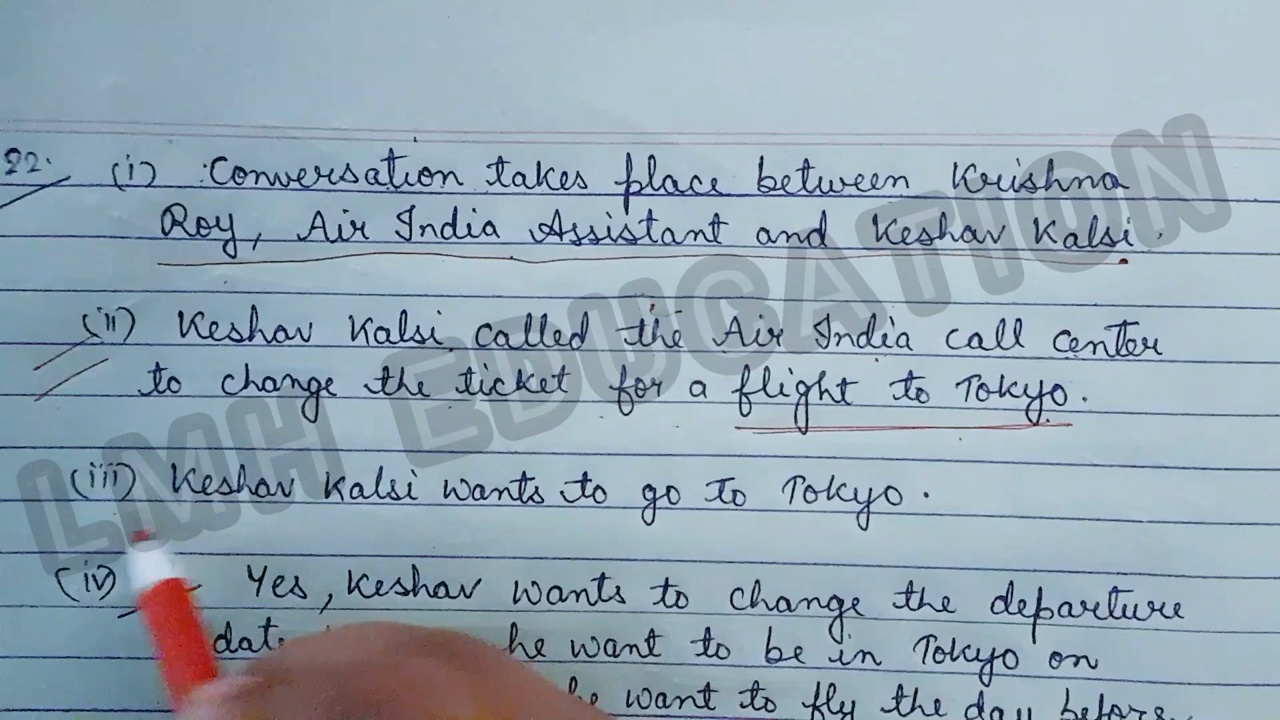 22. (i) Conversation takes place between Krishna
Roy, Air India Assistant and Keshav Kalsi.
(ii) Keshav Kalsi called the Air India call center
to change the ticket for a flight to Tokyo.
(iii) Keshav Kalsi wants to go to Tokyo.
(iv) Yes, Keshav wants to change the departure
he want to be in Tokyo on
want to fly the day before
LMH EDUCATION